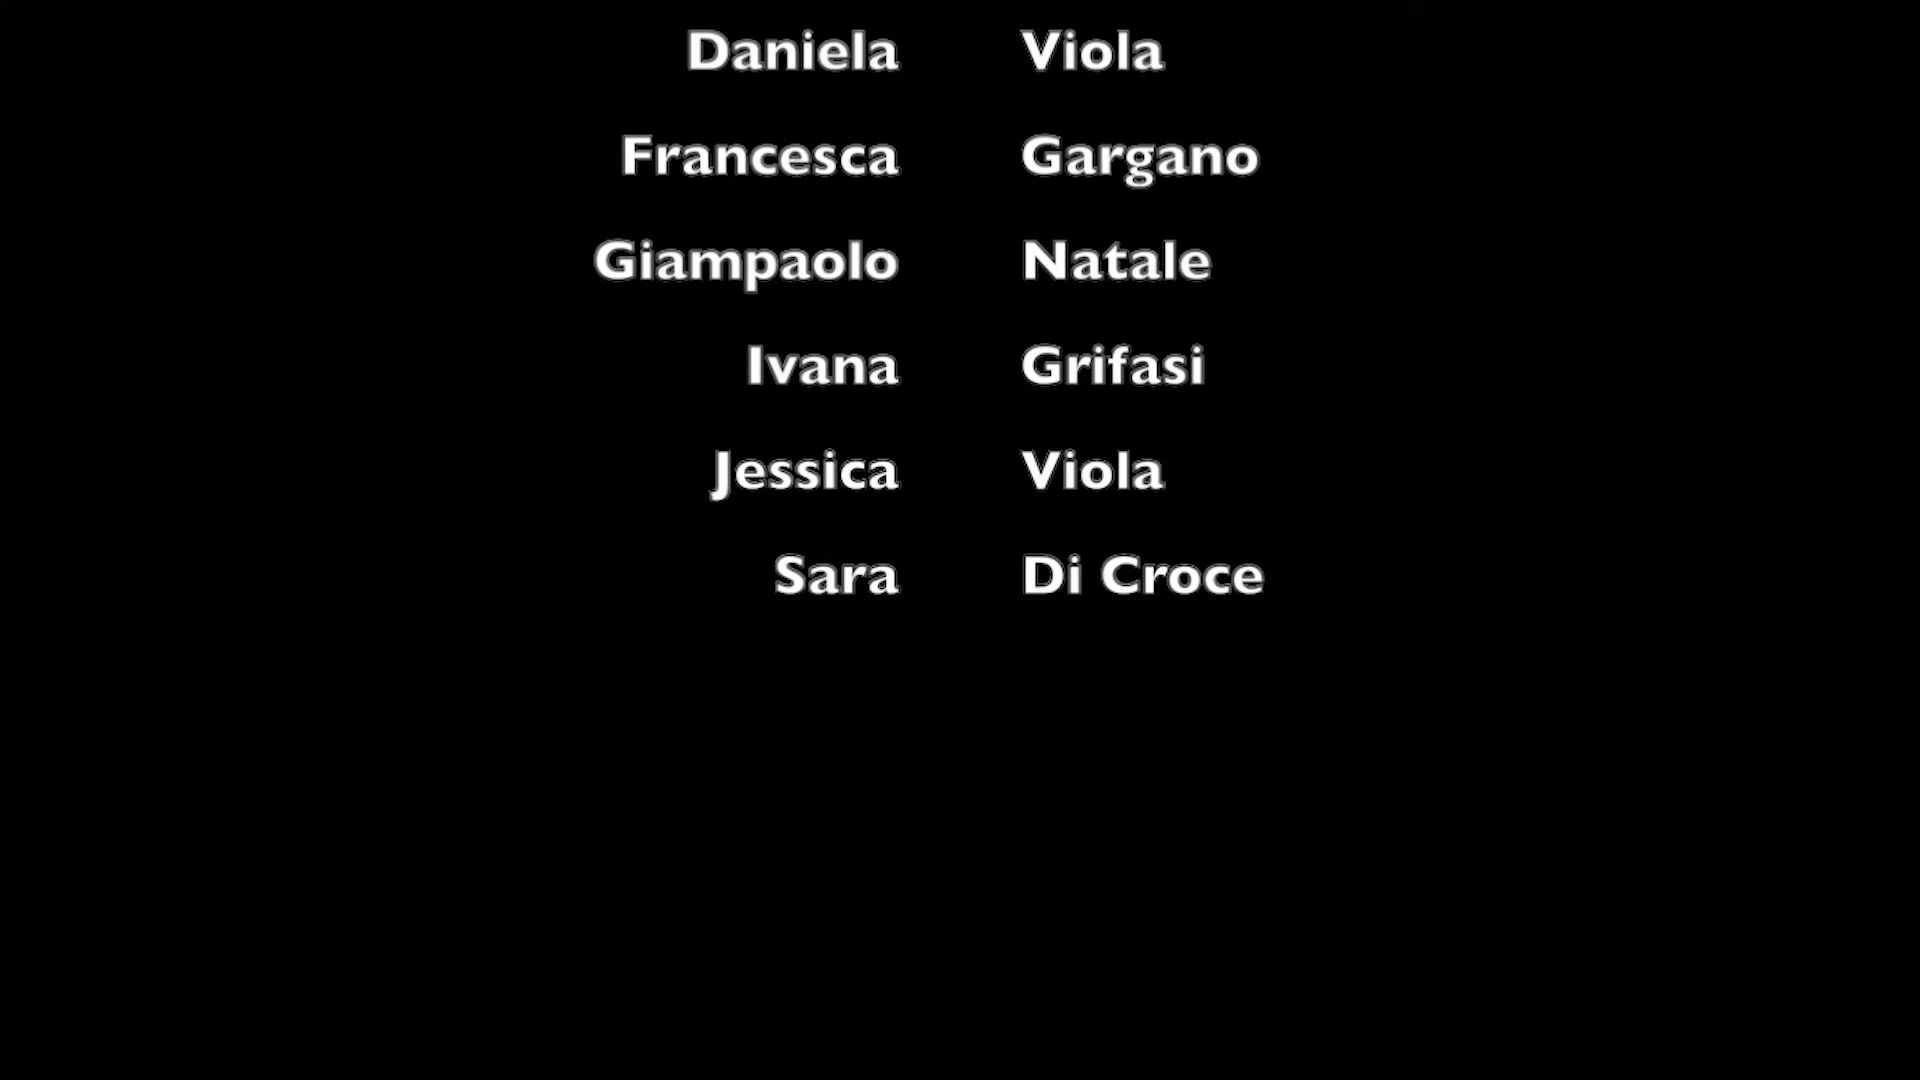 Daniela Viola
Francesca Gargano
Giampaolo Natale
Ivana Grifasi
Jessica Viola
Sara Di Croce